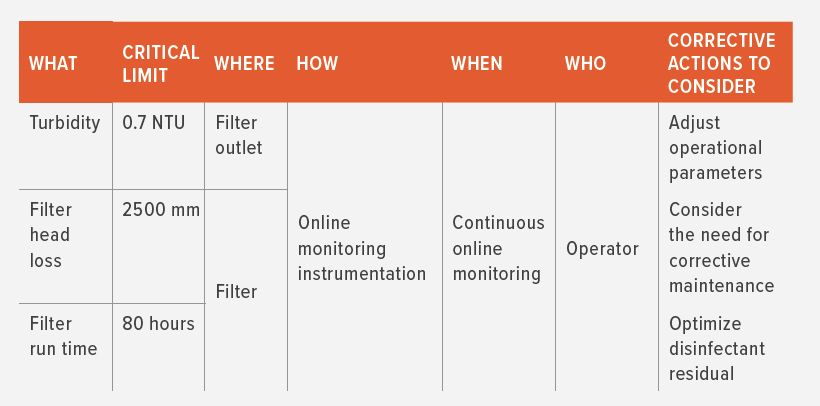 WHAT
CRITICAL
LIMIT
WHERE
HOW
WHEN
WHO
CORRECTIVE
ACTIONS TO
CONSIDER
Turbidity
0.7 NTU
Filter
outlet
Online
monitoring
instrumentation
Continuous
online
monitoring
Operator
Adjust
operational
parameters
Filter
head
loss
2500 mm
Filter
Consider
the need for
corrective
maintenance
Filter
run time
80 hours
Optimize
disinfectant
residual